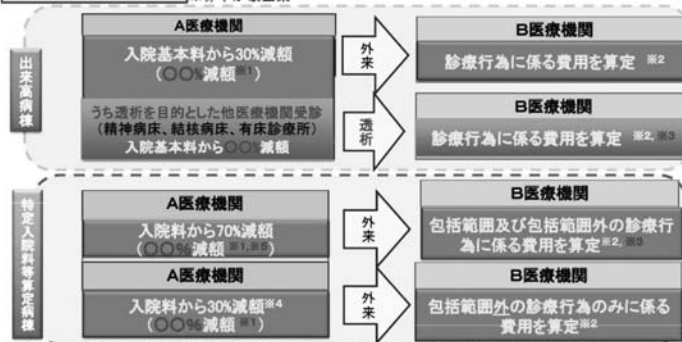 出来高病棟
A医療機関
入院基本料から30%減額
(〇〇%減額※1)
うち透析を目的とした他医療機関受診
(精神病床、結核病床、有床診療所)
入院基本料から〇〇%減額
外来
透析
B医療機関
診療行為に係る費用を算定 ※2
B医療機関
診療行為に係る費用を算定 ※2, ※3
特定入院料等算定病棟
A医療機関
入院料から70%減額
(〇〇%減額 ※1,※5)
外来
B医療機関
包括範囲及び包括範囲外の診療行
為に係る費用を算定※2, ※3
A医療機関
入院料から30%減額※4
(〇〇%減額 ※1)
外来
B医療機関
包括範囲外の診療行為のみに係る
費用を算定※2